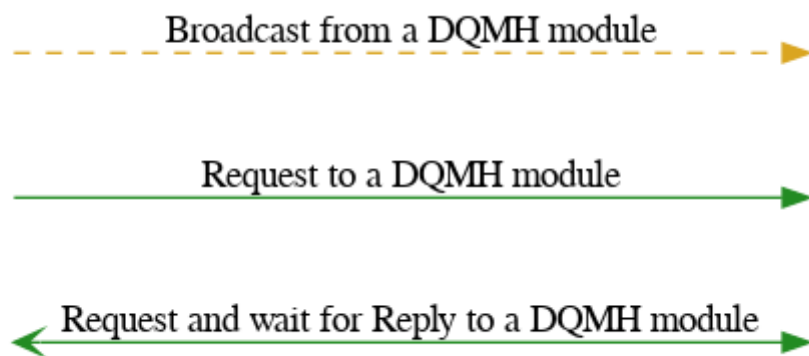 Broadcast from a DQMH module
Request to a DQMH module
Request and wait for Reply to a DQMH module